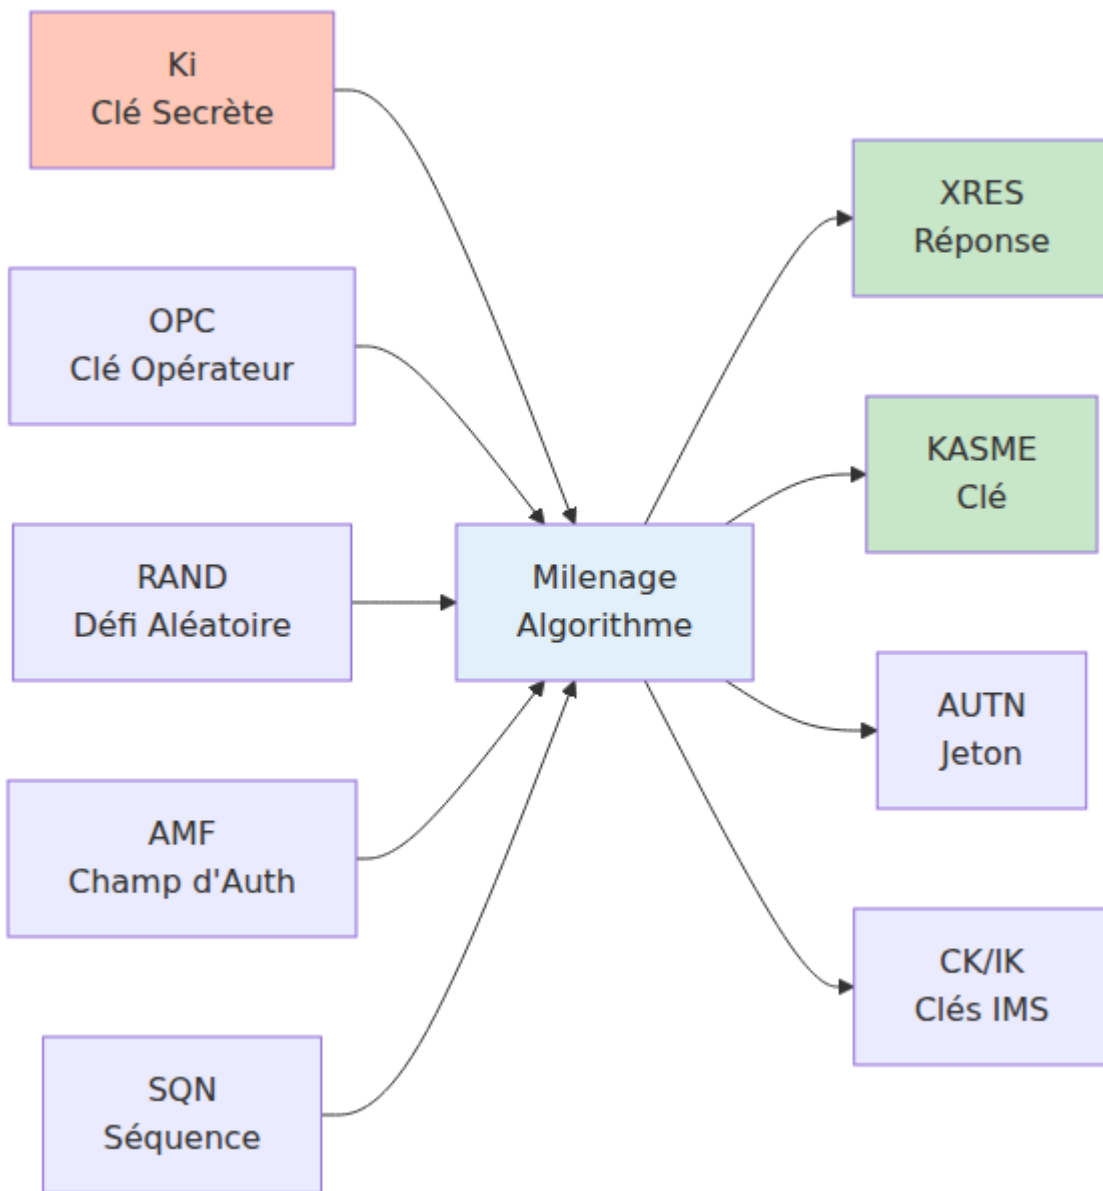 Ki
Clé Secrète
OPC
Clé Opérateur
RAND
Défi Aléatoire
AMF
Champ d'Auth
SQN
Séquence
Milenage
Algorithme
XRES
Réponse
KASME
Clé
AUTN
Jeton
CK/IK
Clés IMS